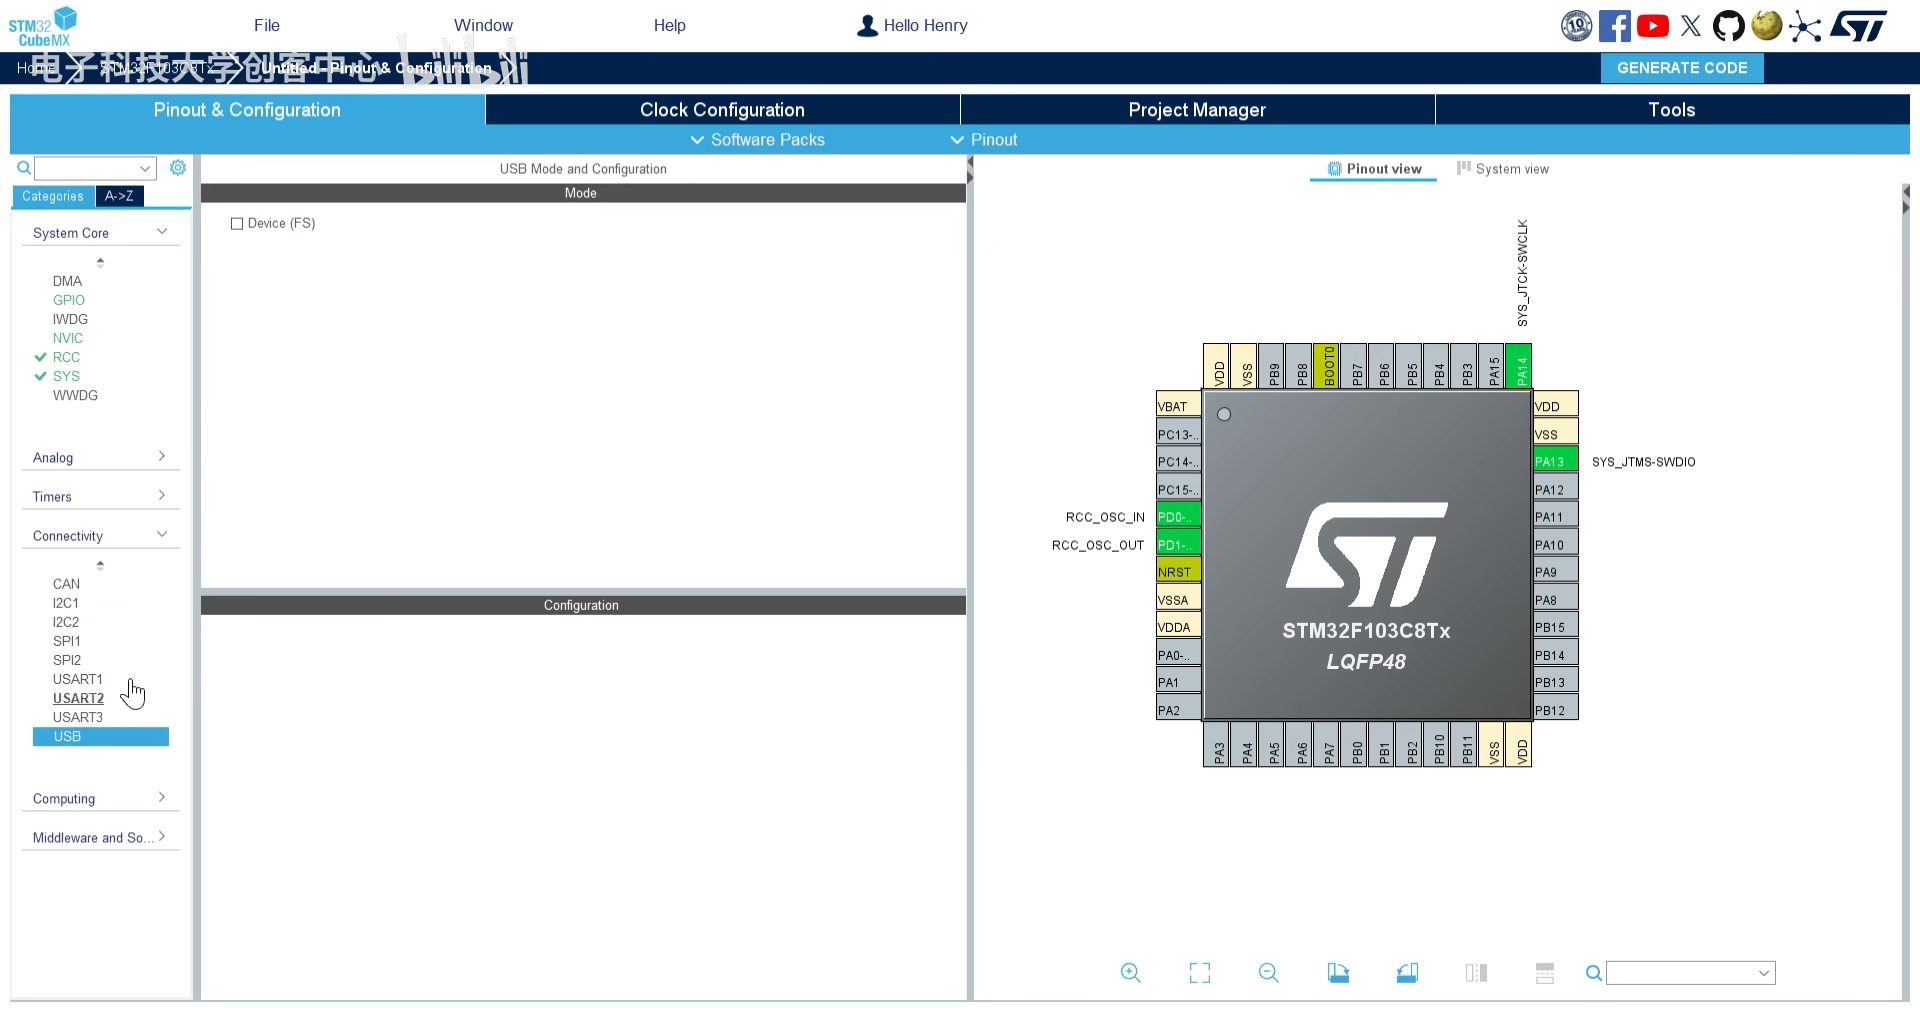 STM32
CubeMX
File
Window
Help
Hello Henry
10
Home
STM32F103C8Tx
Untitled - Pinout & Configuration
电子科技大学创客中心
bilibili
GENERATE CODE
Pinout & Configuration
Clock Configuration
Project Manager
Tools
Software Packs
Pinout
Categories
A->Z
System Core
DMA
GPIO
IWDG
NVIC
RCC
SYS
WWDG
Analog
Timers
Connectivity
CAN
I2C1
I2C2
SPI1
SPI2
USART1
USART2
USART3
USB
Computing
Middleware and So...
USB Mode and Configuration
Mode
Device (FS)
Configuration
Pinout view
System view
SYS_JTCK-SWCLK
VDD
VSS
PB9
PB8
BOOT0
PB7
PB6
PB5
PB4
PB3
PA15
PA14
VBAT
PC13-..
PC14-..
PC15-..
RCC_OSC_IN
PD0-..
RCC_OSC_OUT
PD1-..
NRST
VSSA
VDDA
PA0-..
PA1
PA2
VDD
VSS
PA13
SYS_JTMS-SWDIO
PA12
PA11
PA10
PA9
PA8
PB15
PB14
PB13
PB12
ST
STM32F103C8Tx
LQFP48
PA3
PA4
PA5
PA6
PA7
PB0
PB1
PB2
PB10
PB11
VSS
VDD